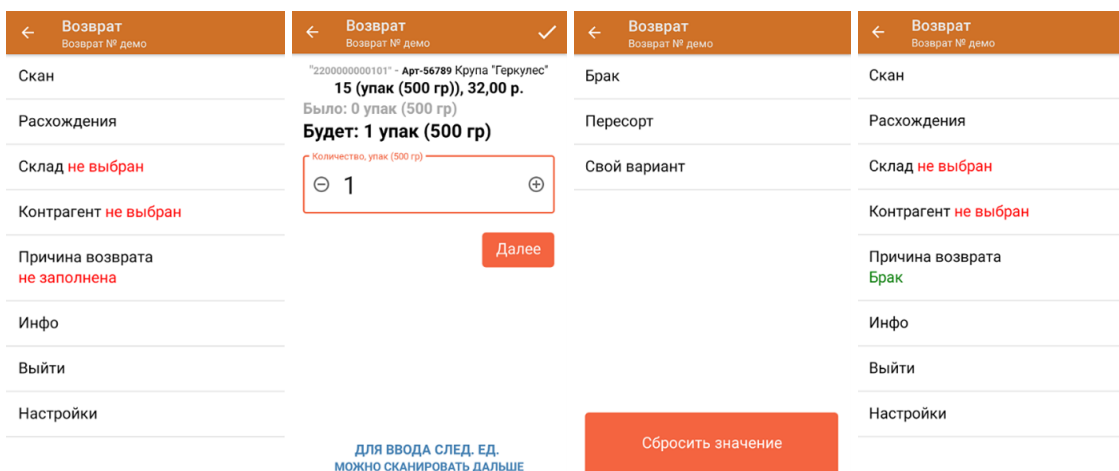 Возврат
Возврат № демо
Скан
Расхождения
Склад не выбран
Контрагент не выбран
Причина возврата
не заполнена
Инфо
Выйти
Настройки
Возврат
Возврат № демо
"2200000000101" - Арт-56789 Крупа "Геркулес"
15 (упак (500 гр)), 32,00 р.
Было: 0 упак (500 гр)
Будет: 1 упак (500 гр)
Количество, упак (500 гр)
1
Далее
ДЛЯ ВВОДА СЛЕД. ЕД.
МОЖНО СКАНИРОВАТЬ ДАЛЬШЕ
Возврат
Возврат № демо
Брак
Пересорт
Свой вариант
Сбросить значение
Возврат
Возврат № демо
Скан
Расхождения
Склад не выбран
Контрагент не выбран
Причина возврата
Брак
Инфо
Выйти
Настройки